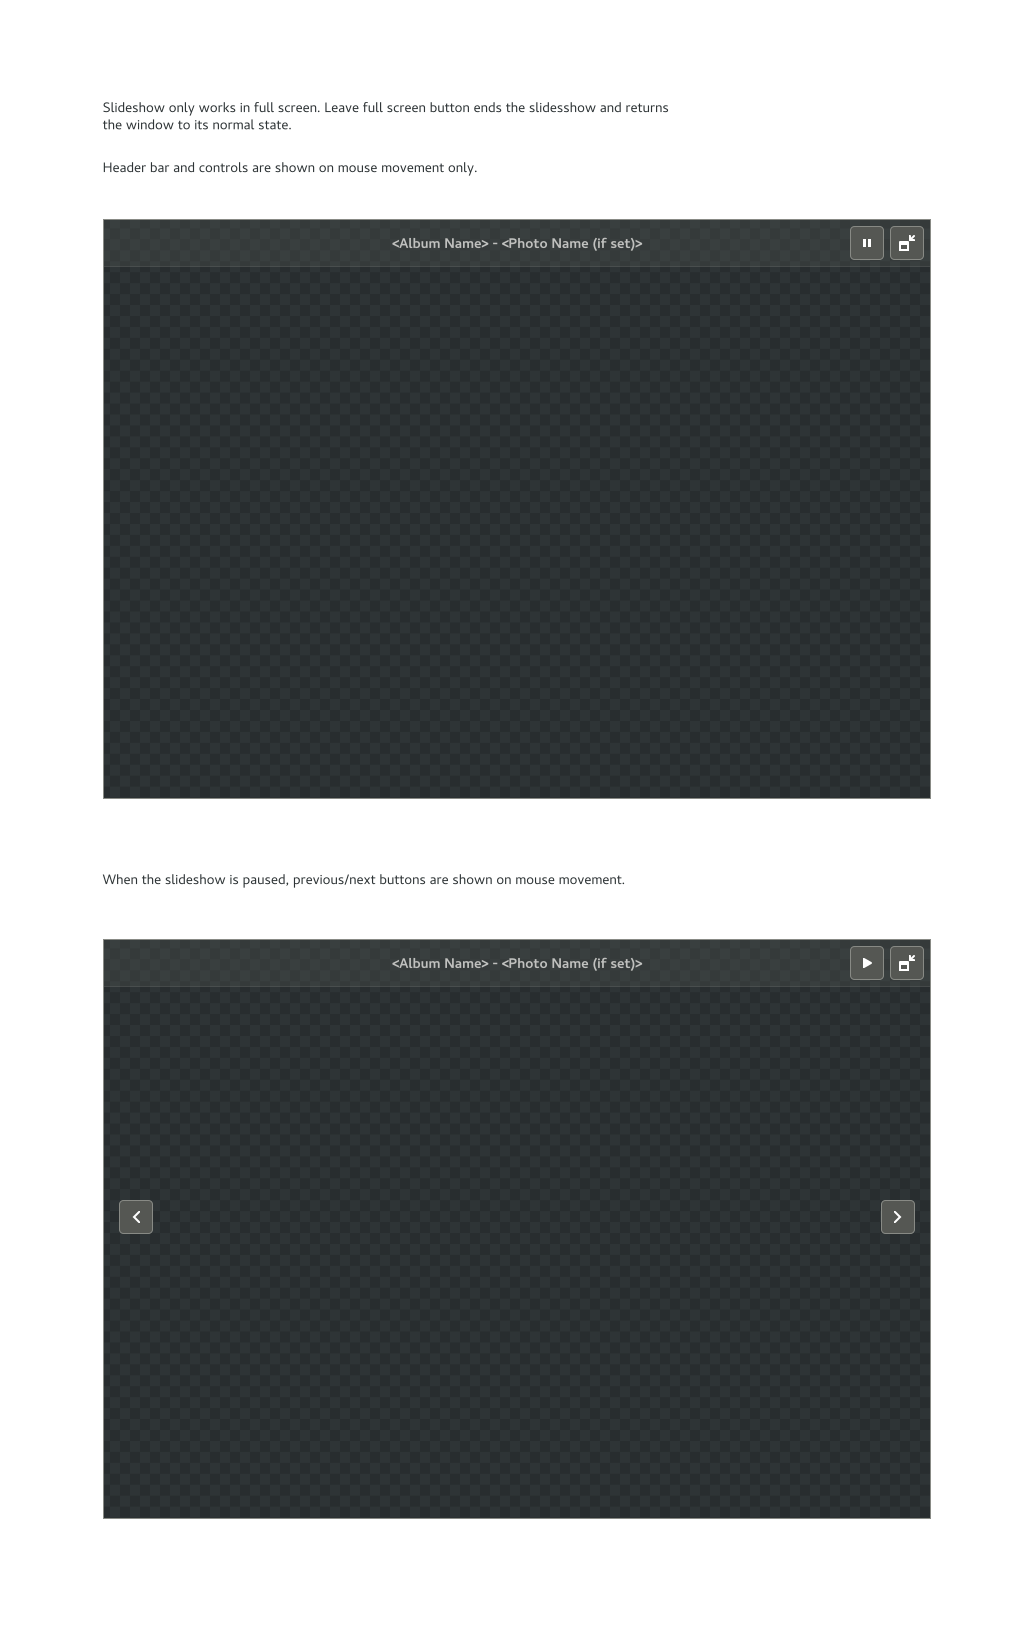 Slideshow only works in full screen. Leave full screen button ends the slidesshow and returns
the window to its normal state.
Header bar and controls are shown on mouse movement only.
<Album Name> - <Photo Name (if set)>
When the slideshow is paused, previous/next buttons are shown on mouse movement.
<Album Name> - <Photo Name (if set)>